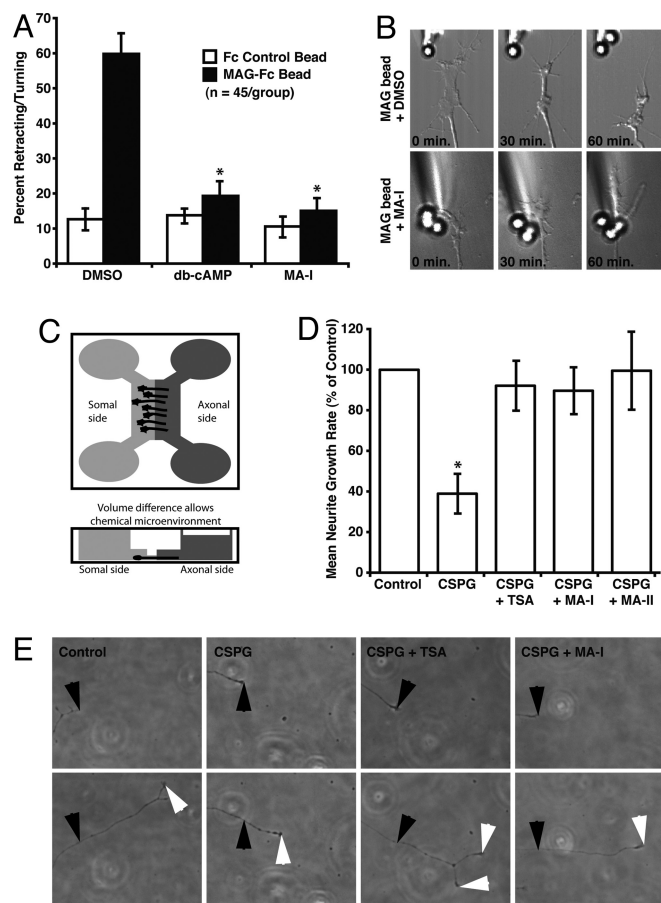 A
Percent Retracting/Turning
70
60
50
40
30
20
10
0
Fc Control Bead
MAG-Fc Bead
(n = 45/group)
*
*
DMSO
db-cAMP
MA-I
B
MAG bead
+ DMSO
0 min.
30 min.
60 min.
MAG bead
+ MA-I
0 min.
30 min.
60 min.
C
Somal
side
Axonal
side
Volume difference allows
chemical microenvironment
Somal side
Axonal side
D
Mean Neurite Growth Rate (% of Control)
120
100
80
60
40
20
0
*
Control
CSPG
CSPG
+ TSA
CSPG
+ MA-I
CSPG
+ MA-II
E
Control
CSPG
CSPG + TSA
CSPG + MA-I